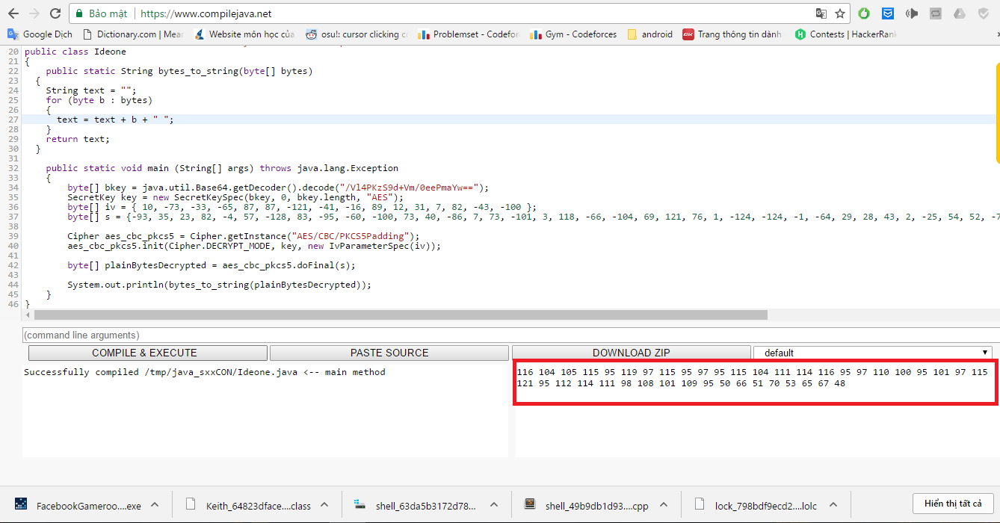 Bảo mật https://www.compilejava.net
Google Dịch Dictionary.com | Mear Website môn học củ osu!: cursor clicking c Problemset - Codefor Gym - Codeforces android GK Trang thông tin dành Contests | HackerRan
20 public class Ideone
21 {
22 public static String bytes_to_string(byte[] bytes)
23 {
24 String text = "";
25 for (byte b : bytes)
26 {
27 text = text + b + " ";
28 }
29 return text;
30 }
31
32 public static void main (String[] args) throws java.lang.Exception
33 {
34 byte[] bkey = java.util.Base64.getDecoder().decode("/Vl4PKzS9d+Vm/0eePmaYw==");
35 SecretKey key = new SecretKeySpec(bkey, 0, bkey.length, "AES");
36 byte[] iv = { 10, -73, -33, -65, 87, 87, -121, -41, -16, 89, 12, 31, 7, 82, -43, -100 };
37 byte[] s = {-93, 35, 23, 82, -4, 57, -128, 83, -95, -60, -100, 73, 40, -86, 7, 73, -101, 3, 118, -66, -104, 69, 121, 76, 1, -124, -124, -1, -64, 29, 28, 43, 2, -25, 54, 52, -7
38
39 Cipher aes_cbc_pkcs5 = Cipher.getInstance("AES/CBC/PKCS5Padding");
40 aes_cbc_pkcs5.init(Cipher.DECRYPT_MODE, key, new IvParameterSpec(iv));
41
42 byte[] plainBytesDecrypted = aes_cbc_pkcs5.doFinal(s);
43
44 System.out.println(bytes_to_string(plainBytesDecrypted));
45 }
46 }
(command line arguments)
COMPILE & EXECUTE PASTE SOURCE DOWNLOAD ZIP default
Successfully compiled /tmp/java_sxxCON/Ideone.java <-- main method
116 104 105 115 95 119 97 115 95 97 95 115 104 111 114 116 95 97 110 100 95 101 97 115
121 95 112 114 111 98 108 101 109 95 50 66 51 70 53 65 67 48
FacebookGameroo....exe Keith_64823dface....class shell_63da5b3172d78... shell_49b9db1d93....cpp lock_798bdf9ecd2....lolc Hiển thị tất cả